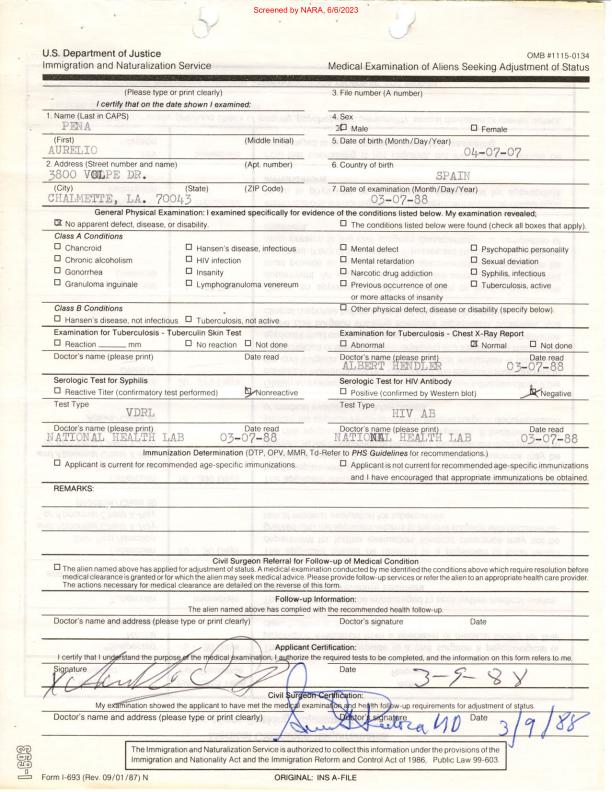 Screened by NARA, 6/6/2023
U.S. Department of Justice
Immigration and Naturalization Service
OMB #1115-0134
Medical Examination of Aliens Seeking Adjustment of Status
(Please type or print clearly)
I certify that on the date shown I examined:
3. File number (A number)
1. Name (Last in CAPS)
PENA
4. Sex
☒ Male ☐ Female
(First) (Middle Initial)
AURELIO
5. Date of birth (Month/Day/Year)
04-07-07
2. Address (Street number and name) (Apt. number)
3800 VOLPE DR.
6. Country of birth
SPAIN
(City) (State) (ZIP Code)
CHALMETTE, LA. 70043
7. Date of examination (Month/Day/Year)
03-07-88
General Physical Examination: I examined specifically for evidence of the conditions listed below. My examination revealed;
☒ No apparent defect, disease, or disability. ☐ The conditions listed below were found (check all boxes that apply).
Class A Conditions
☐ Chancroid ☐ Hansen's disease, infectious ☐ Mental defect ☐ Psychopathic personality
☐ Chronic alcoholism ☐ HIV infection ☐ Mental retardation ☐ Sexual deviation
☐ Gonorrhea ☐ Insanity ☐ Narcotic drug addiction ☐ Syphilis, infectious
☐ Granuloma inguinale ☐ Lymphogranuloma venereum ☐ Previous occurrence of one or more attacks of insanity ☐ Tuberculosis, active
Class B Conditions
☐ Hansen's disease, not infectious ☐ Tuberculosis, not active
☐ Other physical defect, disease or disability (specify below).
Examination for Tuberculosis - Tuberculin Skin Test
☐ Reaction ______ mm ☐ No reaction ☐ Not done
Doctor's name (please print) Date read
Examination for Tuberculosis - Chest X-Ray Report
☐ Abnormal ☒ Normal ☐ Not done
Doctor's name (please print) Date read
ALBERT HENDLER 03-07-88
Serologic Test for Syphilis
☐ Reactive Titer (confirmatory test performed) ☑ Nonreactive
Test Type
VDRL
Doctor's name (please print) Date read
NATIONAL HEALTH LAB 03-07-88
Serologic Test for HIV Antibody
☐ Positive (confirmed by Western blot) ☑ Negative
Test Type
HIV AB
Doctor's name (please print) Date read
NATIONAL HEALTH LAB 03-07-88
Immunization Determination (DTP, OPV, MMR, Td-Refer to PHS Guidelines for recommendations.)
☐ Applicant is current for recommended age-specific immunizations.
☐ Applicant is not current for recommended age-specific immunizations
and I have encouraged that appropriate immunizations be obtained.
REMARKS:
Civil Surgeon Referral for Follow-up of Medical Condition
☐ The alien named above has applied for adjustment of status. A medical examination conducted by me identified the conditions above which require resolution before
medical clearance is granted or for which the alien may seek medical advice. Please provide follow-up services or refer the alien to an appropriate health care provider.
The actions necessary for medical clearance are detailed on the reverse of this form.
Follow-up Information:
The alien named above has complied with the recommended health follow-up.
Doctor's name and address (please type or print clearly) Doctor's signature Date
Applicant Certification:
I certify that I understand the purpose of the medical examination, I authorize the required tests to be completed, and the information on this form refers to me.
Signature Date
3-9-88
Civil Surgeon Certification:
My examination showed the applicant to have met the medical examination and health follow-up requirements for adjustment of status.
Doctor's name and address (please type or print clearly) Doctor's signature Date
MD 3/9/88
The Immigration and Naturalization Service is authorized to collect this information under the provisions of the
Immigration and Nationality Act and the Immigration Reform and Control Act of 1986, Public Law 99-603.
I-693
Form I-693 (Rev. 09/01/87) N
ORIGINAL: INS A-FILE